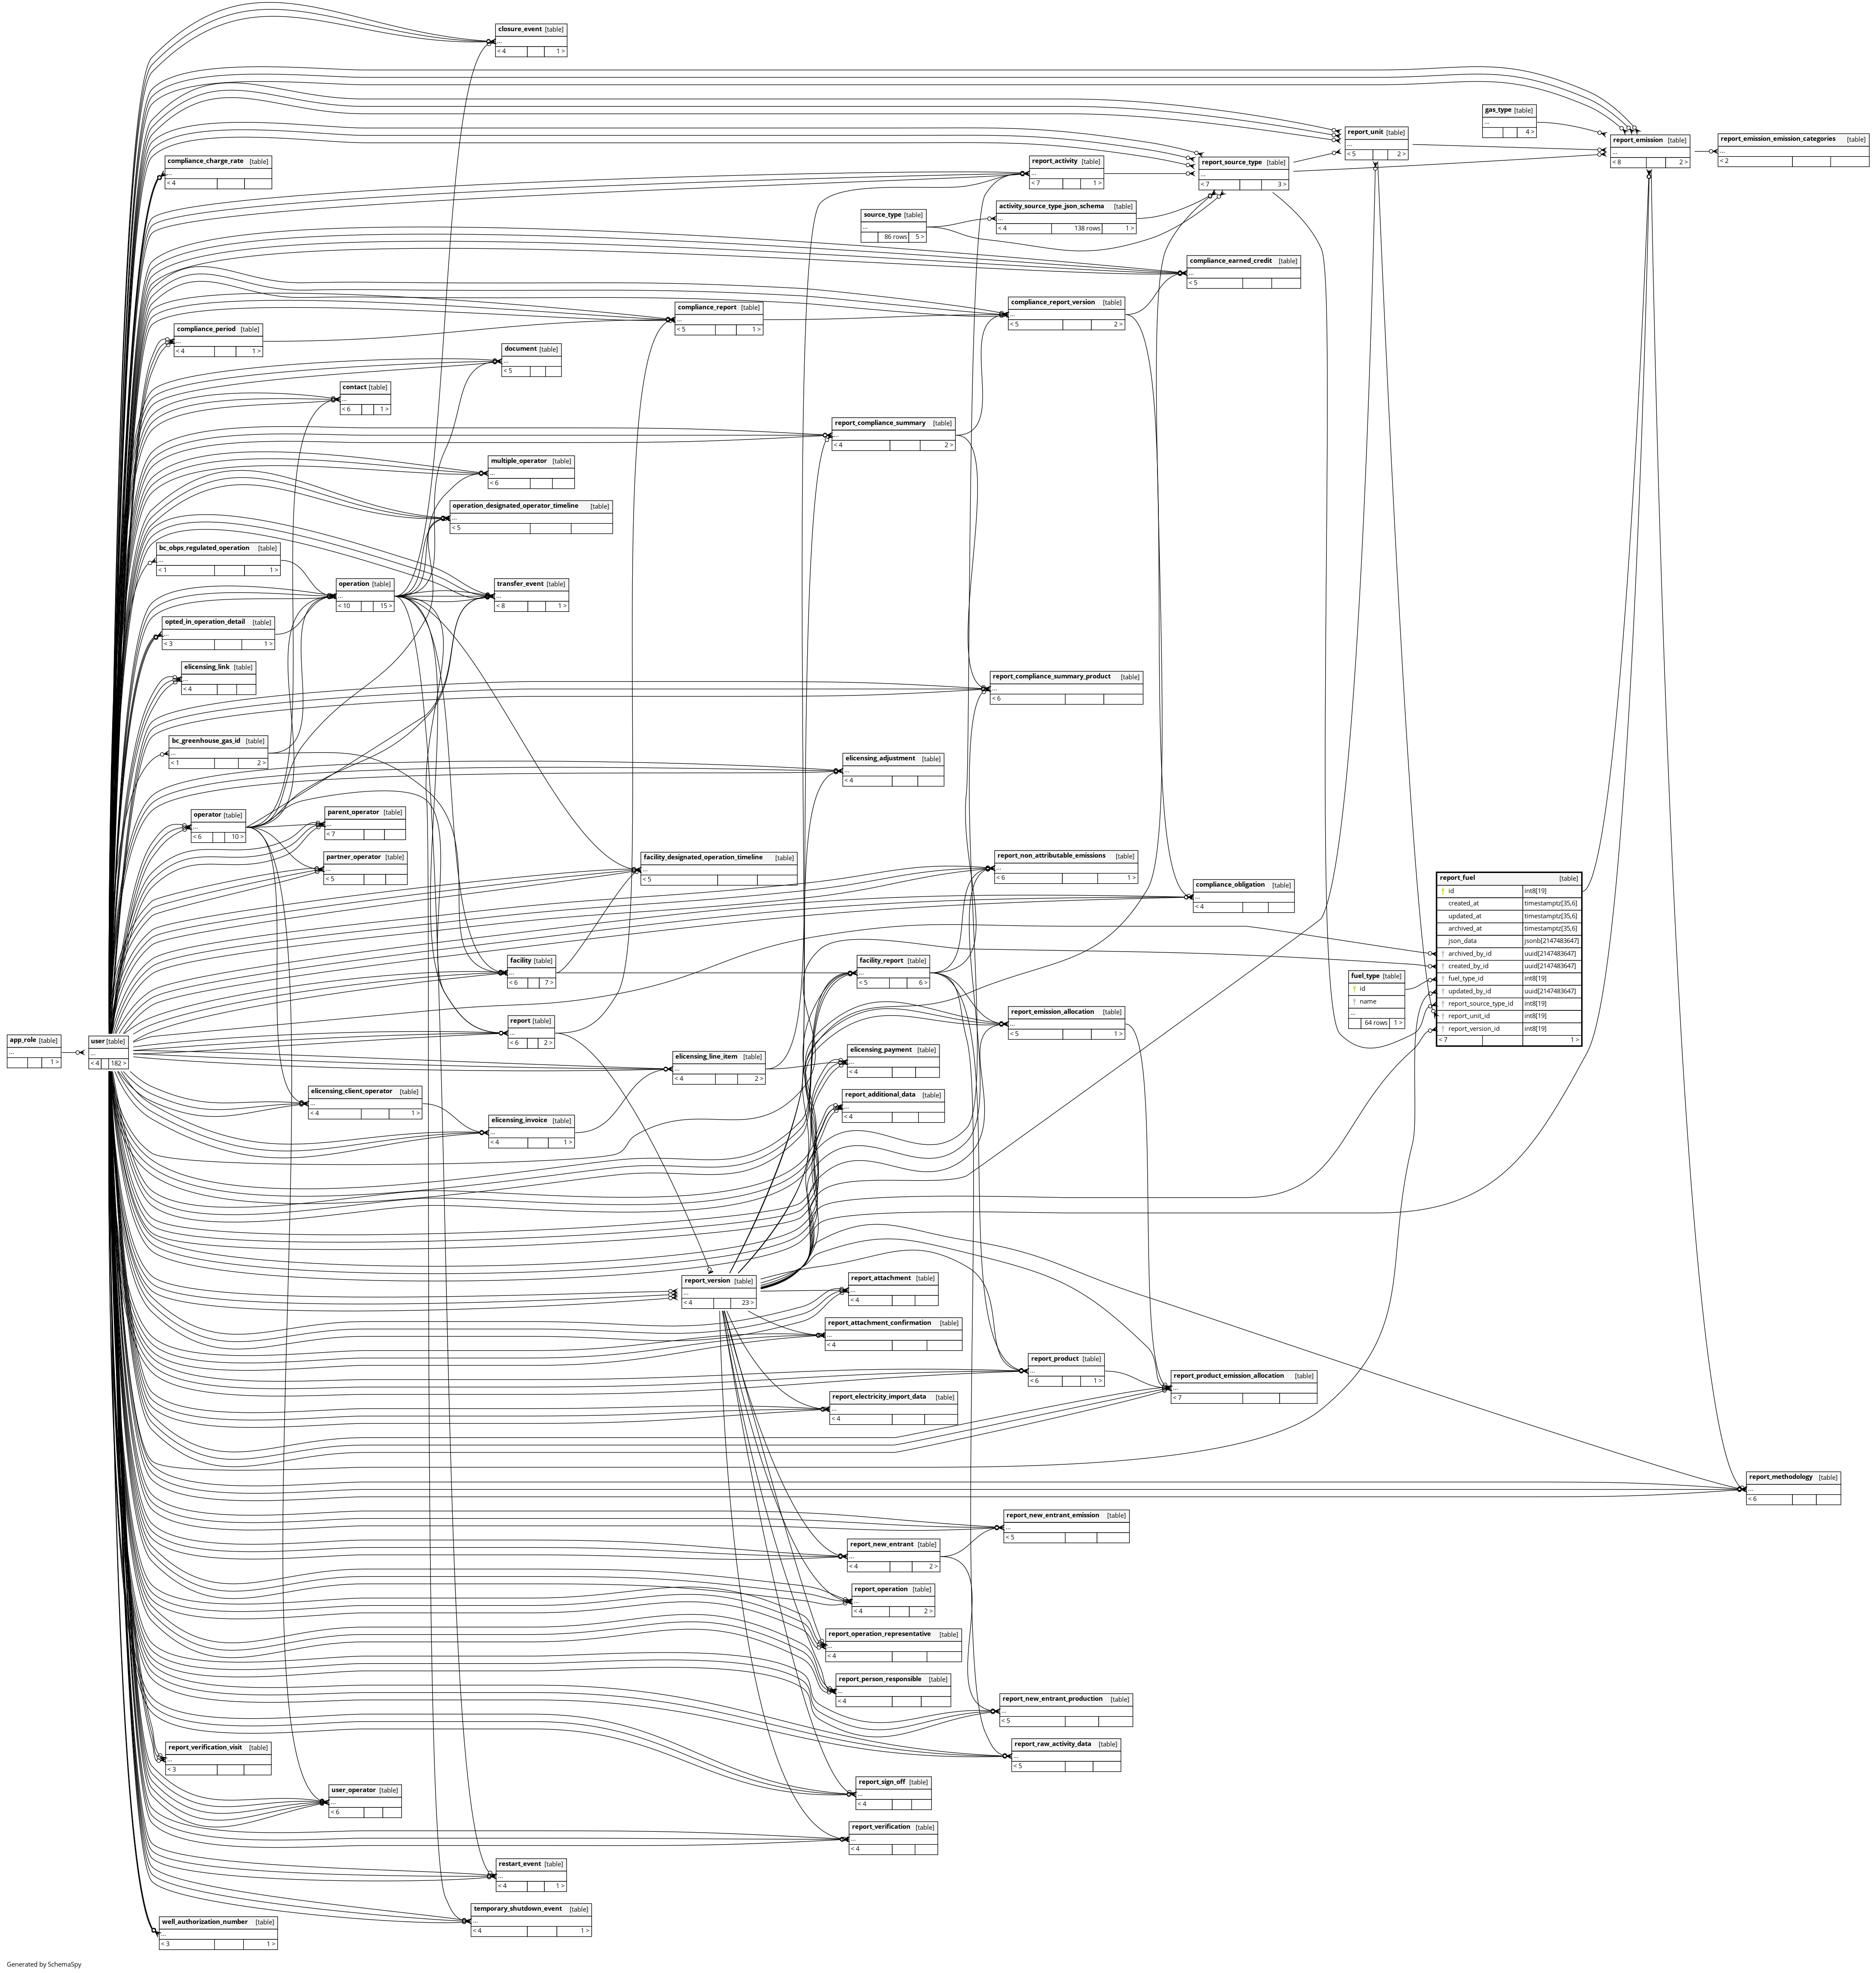 closure_event [table]
...
< 4 1 >
gas_type [table]
...
4 >
report_unit [table]
...
< 5 2 >
report_emission [table]
...
< 8 2 >
report_emission_emission_categories [table]
...
< 2
compliance_charge_rate [table]
...
< 4
report_activity [table]
...
< 7 1 >
report_source_type [table]
...
< 7 3 >
activity_source_type_json_schema [table]
...
< 4 138 rows 1 >
source_type [table]
...
86 rows 5 >
compliance_earned_credit [table]
...
< 5
compliance_report_version [table]
...
< 5 2 >
compliance_report [table]
...
< 5 1 >
compliance_period [table]
...
< 4 1 >
document [table]
...
< 5
contact [table]
...
< 6 1 >
report_compliance_summary [table]
...
< 4 2 >
multiple_operator [table]
...
< 6
operation_designated_operator_timeline [table]
...
< 5
bc_obps_regulated_operation [table]
...
< 1 1 >
operation [table]
...
< 10 15 >
transfer_event [table]
...
< 8 1 >
opted_in_operation_detail [table]
...
< 3 1 >
elicensing_link [table]
...
< 4
report_compliance_summary_product [table]
...
< 6
bc_greenhouse_gas_id [table]
...
< 1 2 >
elicensing_adjustment [table]
...
< 4
operator [table]
...
< 6 10 >
parent_operator [table]
...
< 7
partner_operator [table]
...
< 5
facility_designated_operation_timeline [table]
...
< 5
report_non_attributable_emissions [table]
...
< 6 1 >
compliance_obligation [table]
...
< 4
report_fuel [table]
id int8[19]
created_at timestamptz[35,6]
updated_at timestamptz[35,6]
archived_at timestamptz[35,6]
json_data jsonb[2147483647]
archived_by_id uuid[2147483647]
created_by_id uuid[2147483647]
fuel_type_id int8[19]
updated_by_id uuid[2147483647]
report_source_type_id int8[19]
report_unit_id int8[19]
report_version_id int8[19]
< 7 1 >
facility [table]
...
< 6 7 >
facility_report [table]
...
< 5 6 >
fuel_type [table]
id
name
...
64 rows 1 >
report_emission_allocation [table]
...
< 5 1 >
report [table]
...
< 6 2 >
app_role [table]
...
1 >
user [table]
...
< 4 182 >
elicensing_line_item [table]
...
< 4 2 >
elicensing_payment [table]
...
< 4
elicensing_client_operator [table]
...
< 4 1 >
report_additional_data [table]
...
< 4
elicensing_invoice [table]
...
< 4 1 >
report_version [table]
...
< 4 23 >
report_attachment [table]
...
< 4
report_attachment_confirmation [table]
...
< 4
report_product [table]
...
< 6 1 >
report_product_emission_allocation [table]
...
< 7
report_electricity_import_data [table]
...
< 4
report_methodology [table]
...
< 6
report_new_entrant_emission [table]
...
< 5
report_new_entrant [table]
...
< 4 2 >
report_operation [table]
...
< 4 2 >
report_operation_representative [table]
...
< 4
report_person_responsible [table]
...
< 4
report_new_entrant_production [table]
...
< 5
report_raw_activity_data [table]
...
< 5
report_verification_visit [table]
...
< 3
report_sign_off [table]
...
< 4
user_operator [table]
...
< 6
report_verification [table]
...
< 4
restart_event [table]
...
< 4 1 >
temporary_shutdown_event [table]
...
< 4 1 >
well_authorization_number [table]
...
< 3 1 >
Generated by SchemaSpy